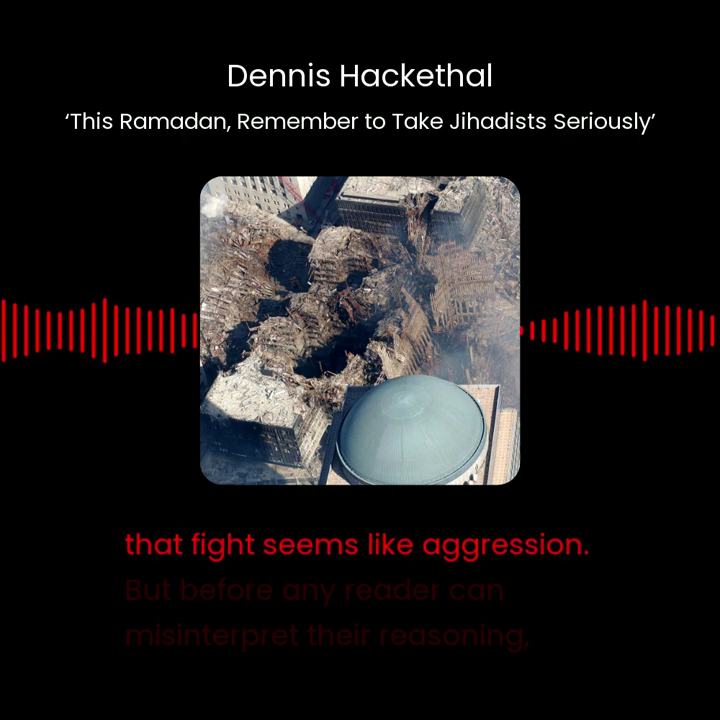 Dennis Hackethal
‘This Ramadan, Remember to Take Jihadists Seriously’
that fight seems like aggression.
But before any reader can
misinterpret their reasoning,